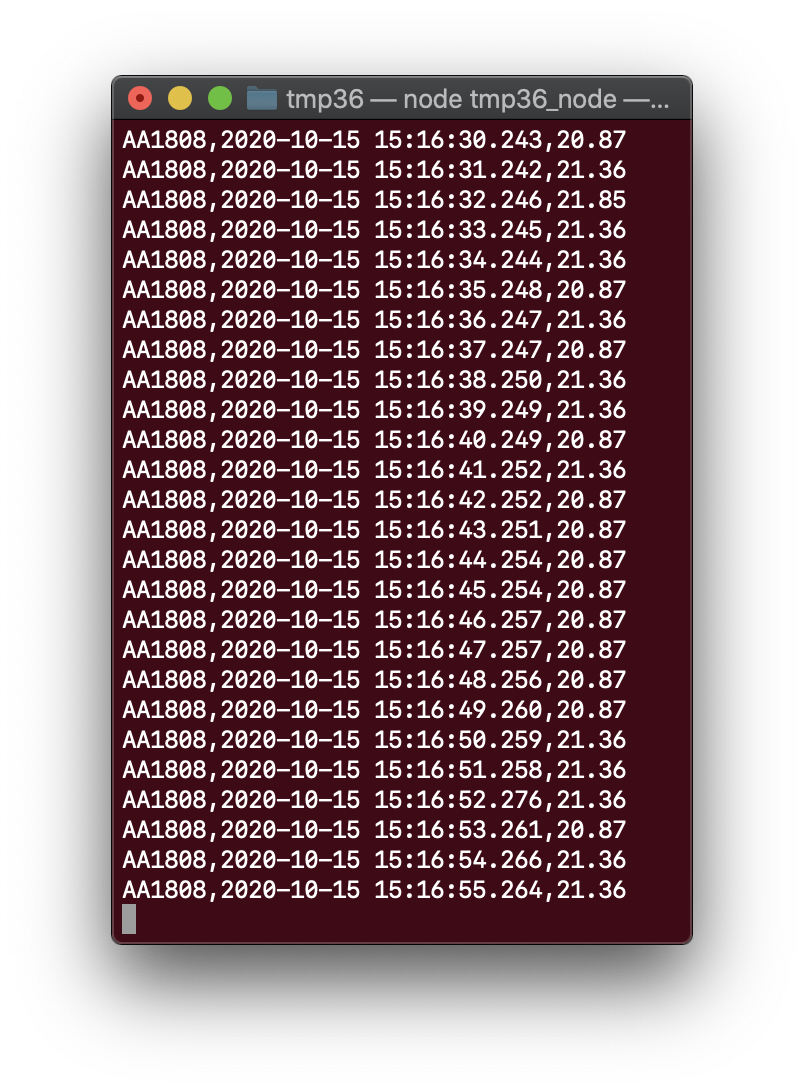 tmp36 — node tmp36_node —...
AA1808,2020-10-15 15:16:30.243,20.87
AA1808,2020-10-15 15:16:31.242,21.36
AA1808,2020-10-15 15:16:32.246,21.85
AA1808,2020-10-15 15:16:33.245,21.36
AA1808,2020-10-15 15:16:34.244,21.36
AA1808,2020-10-15 15:16:35.248,20.87
AA1808,2020-10-15 15:16:36.247,21.36
AA1808,2020-10-15 15:16:37.247,20.87
AA1808,2020-10-15 15:16:38.250,21.36
AA1808,2020-10-15 15:16:39.249,21.36
AA1808,2020-10-15 15:16:40.249,20.87
AA1808,2020-10-15 15:16:41.252,21.36
AA1808,2020-10-15 15:16:42.252,20.87
AA1808,2020-10-15 15:16:43.251,20.87
AA1808,2020-10-15 15:16:44.254,20.87
AA1808,2020-10-15 15:16:45.254,20.87
AA1808,2020-10-15 15:16:46.257,20.87
AA1808,2020-10-15 15:16:47.257,20.87
AA1808,2020-10-15 15:16:48.256,20.87
AA1808,2020-10-15 15:16:49.260,20.87
AA1808,2020-10-15 15:16:50.259,21.36
AA1808,2020-10-15 15:16:51.258,21.36
AA1808,2020-10-15 15:16:52.276,21.36
AA1808,2020-10-15 15:16:53.261,20.87
AA1808,2020-10-15 15:16:54.266,21.36
AA1808,2020-10-15 15:16:55.264,21.36